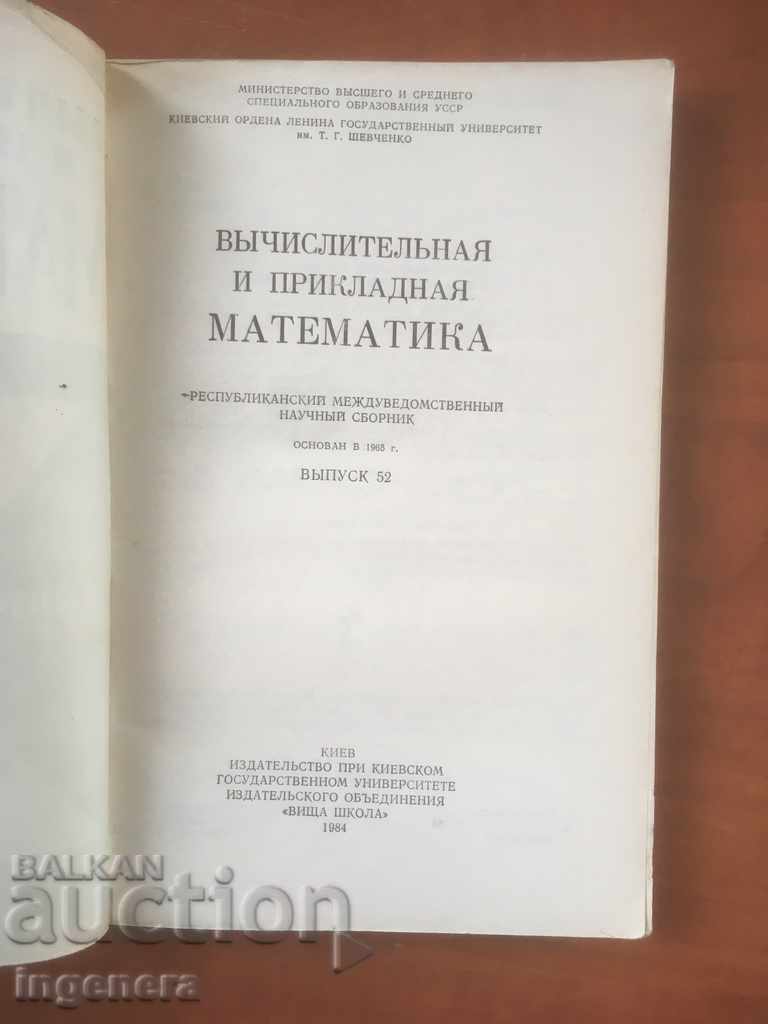 МИНИСТЕРСТВО ВЫСШЕГО И СРЕДНЕГО
СПЕЦИАЛЬНОГО ОБРАЗОВАНИЯ УССР
КИЕВСКИЙ ОРДЕНА ЛЕНИНА ГОСУДАРСТВЕННЫЙ УНИВЕРСИТЕТ
им. Т. Г. ШЕВЧЕНКО
ВЫЧИСЛИТЕЛЬНАЯ
И ПРИКЛАДНАЯ
МАТЕМАТИКА
РЕСПУБЛИКАНСКИЙ МЕЖДУВЕДОМСТВЕННЫЙ
НАУЧНЫЙ СБОРНИК
ОСНОВАН В 1965 г.
ВЫПУСК 52
КИЕВ
ИЗДАТЕЛЬСТВО ПРИ КИЕВСКОМ
ГОСУДАРСТВЕННОМ УНИВЕРСИТЕТЕ
ИЗДАТЕЛЬСКОГО ОБЪЕДИНЕНИЯ
«ВИЩА ШКОЛА»
1984
BALKAN
auction
ingenera